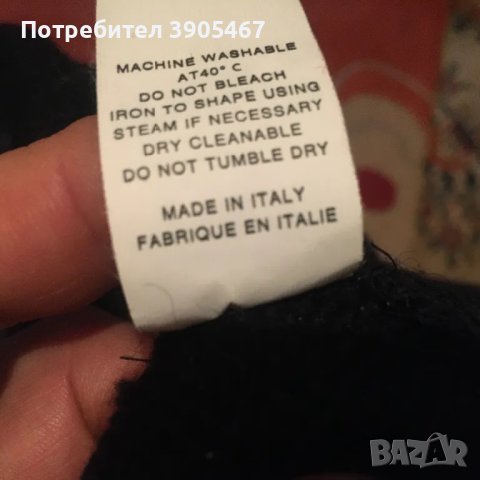 Потребител 3905467
MACHINE WASHABLE
AT40° C
DO NOT BLEACH
IRON TO SHAPE USING
STEAM IF NECESSARY
DRY CLEANABLE
DO NOT TUMBLE DRY
MADE IN ITALY
FABRIQUE EN ITALIE
BAZAR